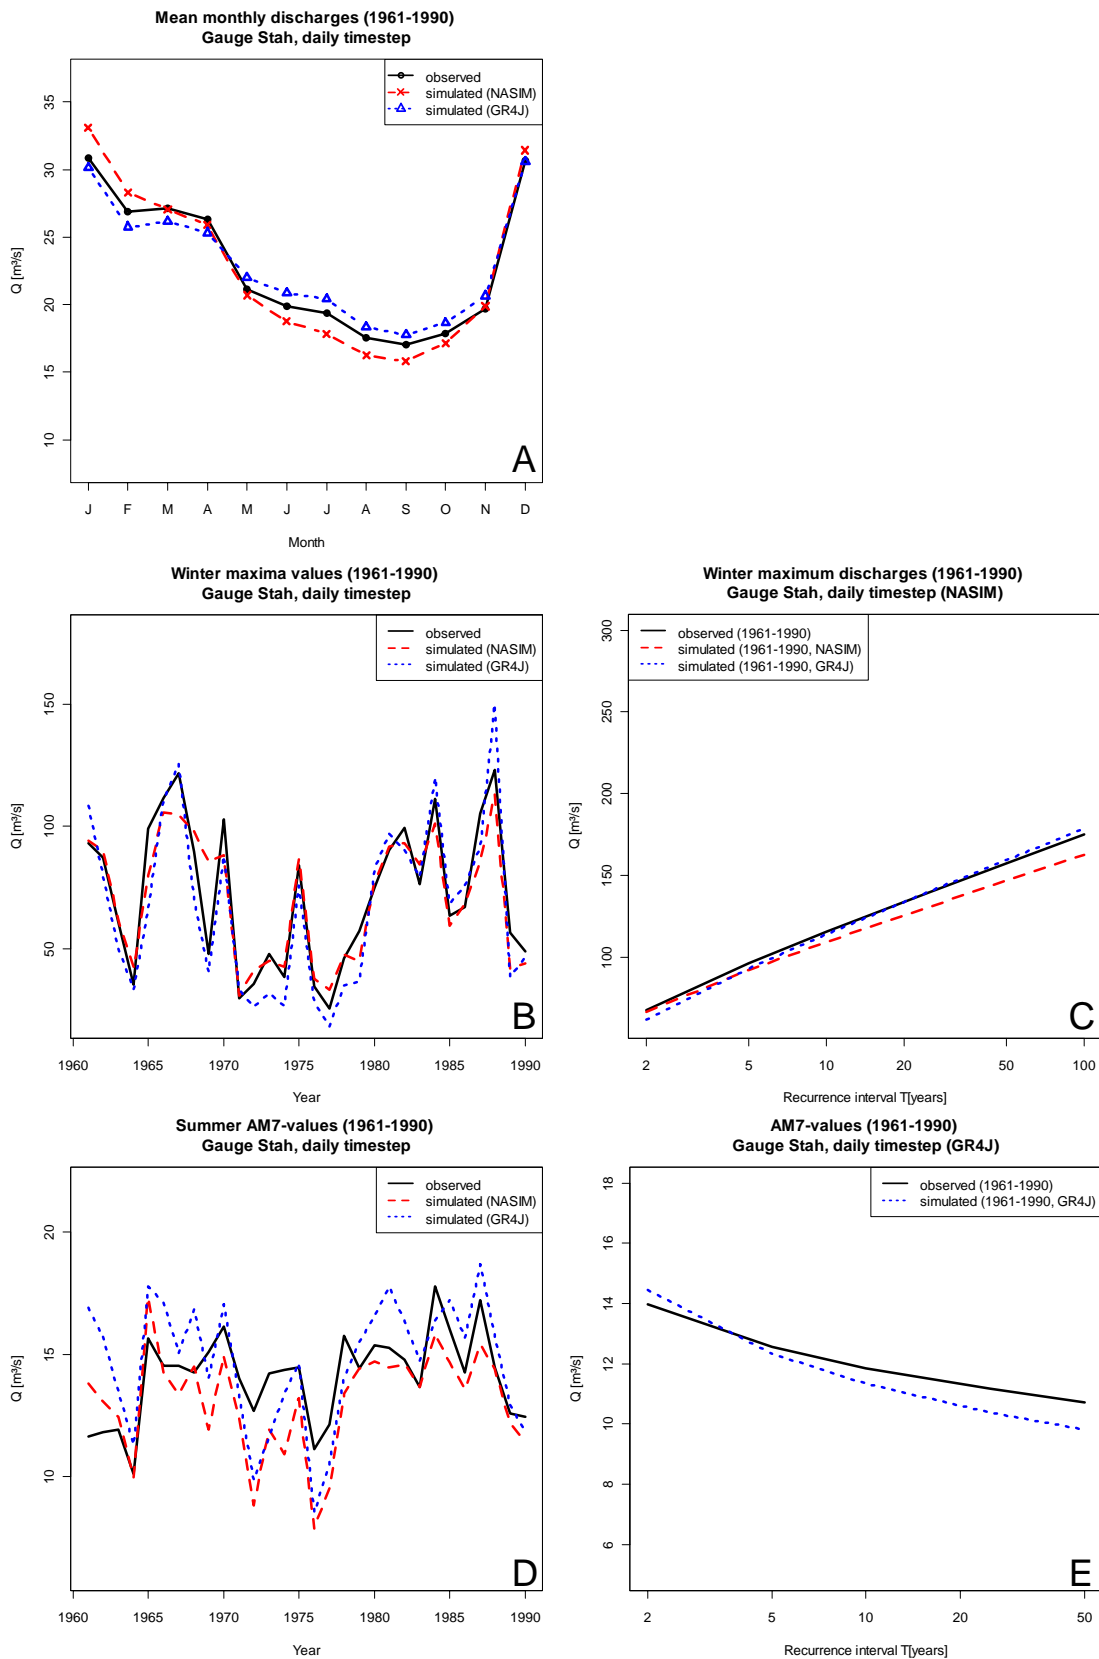 Mean monthly discharges (1961-1990)
Gauge Stah, daily timestep
observed
simulated (NASIM)
simulated (GR4J)
35
30
25
20
15
10
Q [m³/s]
A
J F M A M J J A S O N D
Month
Winter maxima values (1961-1990)
Gauge Stah, daily timestep
observed
simulated (NASIM)
simulated (GR4J)
150
100
50
Q [m³/s]
B
1960 1965 1970 1975 1980 1985 1990
Year
Winter maximum discharges (1961-1990)
Gauge Stah, daily timestep (NASIM)
observed (1961-1990)
simulated (1961-1990, NASIM)
simulated (1961-1990, GR4J)
300
250
200
150
100
Q [m³/s]
C
2 5 10 20 50 100
Recurrence interval T[years]
Summer AM7-values (1961-1990)
Gauge Stah, daily timestep
observed
simulated (NASIM)
simulated (GR4J)
20
15
10
Q [m³/s]
D
1960 1965 1970 1975 1980 1985 1990
Year
AM7-values (1961-1990)
Gauge Stah, daily timestep (GR4J)
observed (1961-1990)
simulated (1961-1990, GR4J)
18
16
14
12
10
8
6
Q [m³/s]
E
2 5 10 20 50
Recurrence interval T[years]